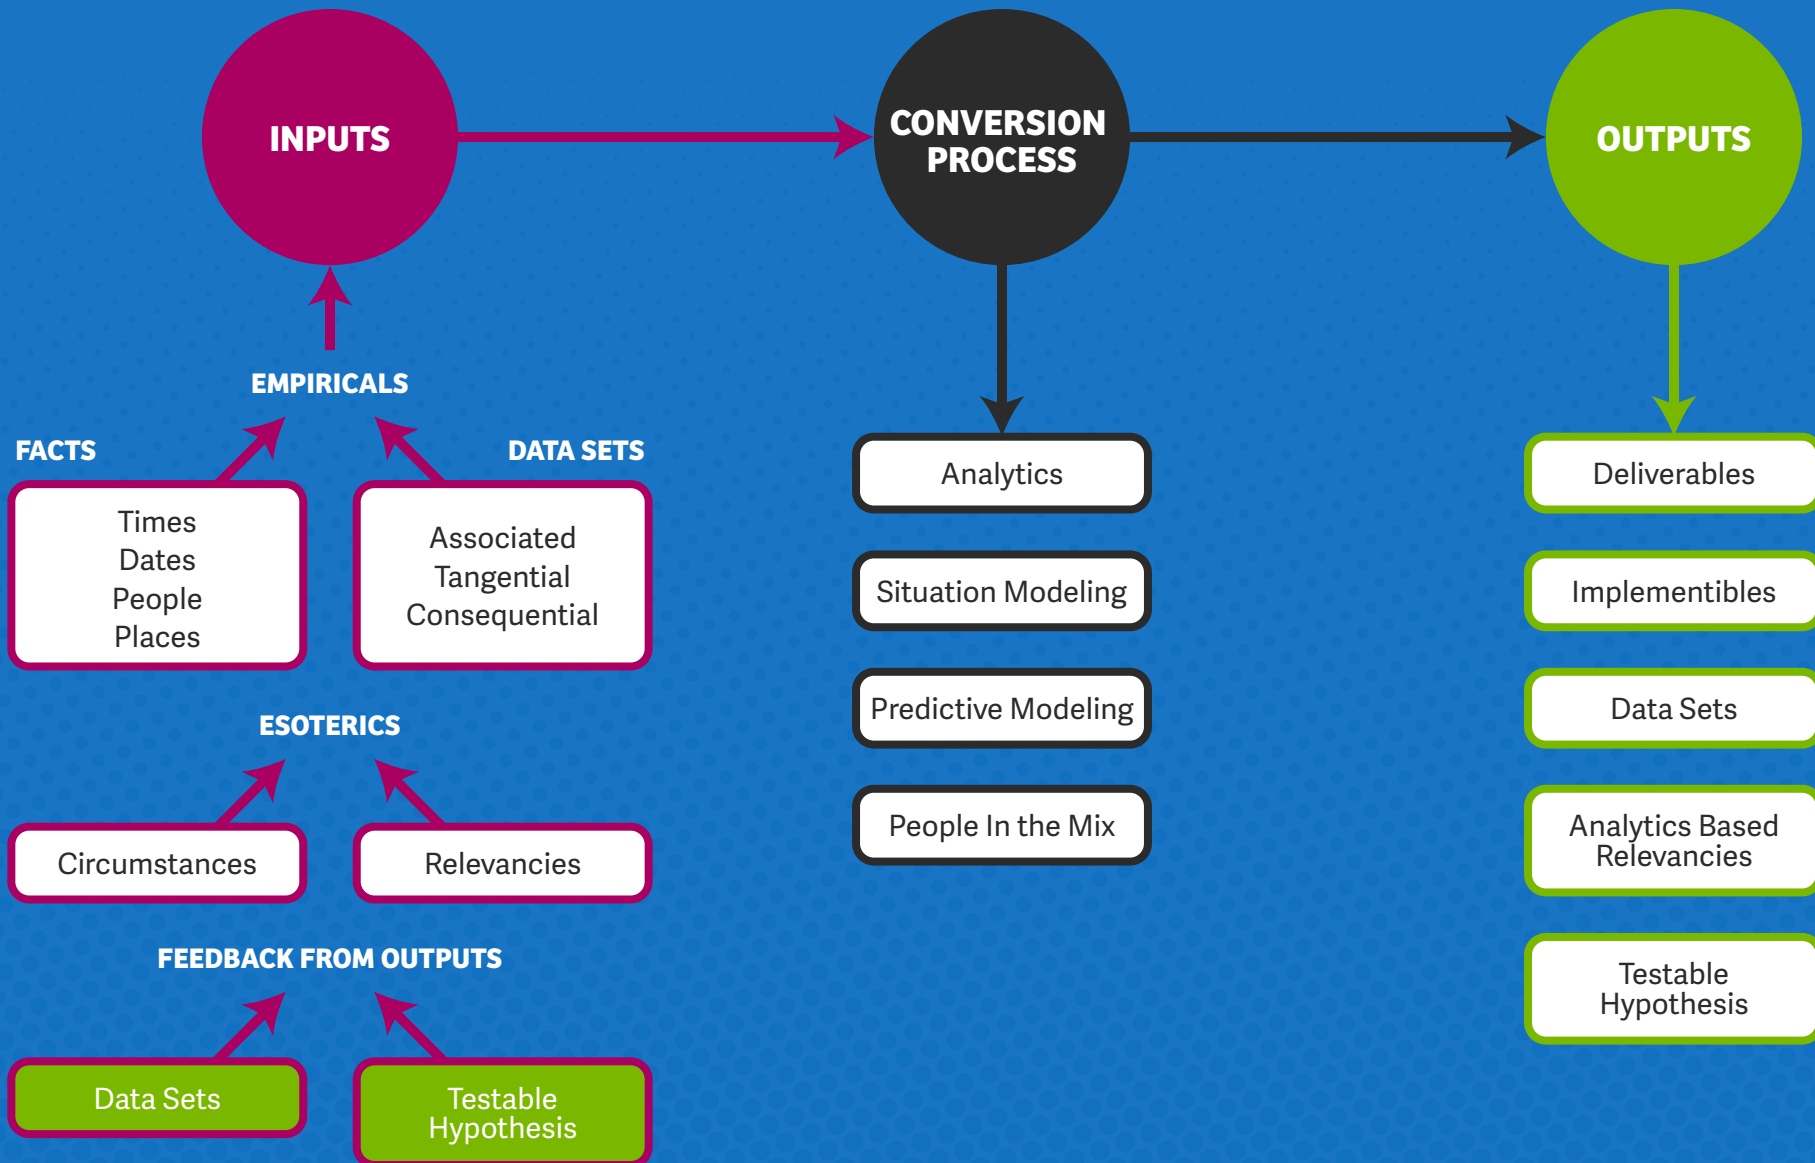 INPUTS
CONVERSION
PROCESS
OUTPUTS
EMPIRICALS
FACTS
Times
Dates
People
Places
DATA SETS
Associated
Tangential
Consequential
ESOTERICS
Circumstances
Relevancies
FEEDBACK FROM OUTPUTS
Data Sets
Testable
Hypothesis
Analytics
Situation Modeling
Predictive Modeling
People In the Mix
Deliverables
Implementibles
Data Sets
Analytics Based
Relevancies
Testable
Hypothesis